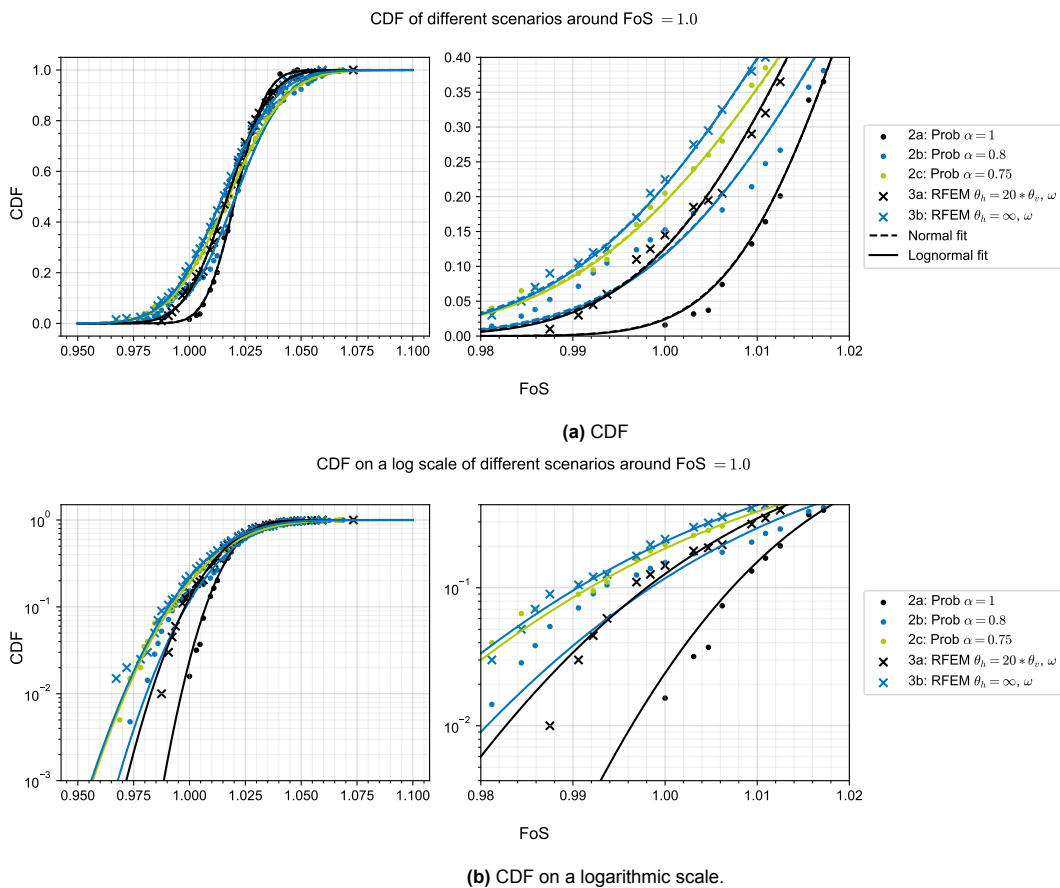 CDF of different scenarios around FoS = 1.0
CDF
1.0
0.8
0.6
0.4
0.2
0.0
0.950 0.975 1.000 1.025 1.050 1.075 1.100
0.40
0.35
0.30
0.25
0.20
0.15
0.10
0.05
0.00
0.98 0.99 1.00 1.01 1.02
FoS
2a: Prob α = 1
2b: Prob α = 0.8
2c: Prob α = 0.75
3a: RFEM θ_h = 20 * θ_v, ω
3b: RFEM θ_h = ∞, ω
Normal fit
Lognormal fit
(a) CDF
CDF on a log scale of different scenarios around FoS = 1.0
CDF
10⁰
10⁻¹
10⁻²
10⁻³
0.950 0.975 1.000 1.025 1.050 1.075 1.100
10⁻¹
10⁻²
0.98 0.99 1.00 1.01 1.02
FoS
2a: Prob α = 1
2b: Prob α = 0.8
2c: Prob α = 0.75
3a: RFEM θ_h = 20 * θ_v, ω
3b: RFEM θ_h = ∞, ω
(b) CDF on a logarithmic scale.